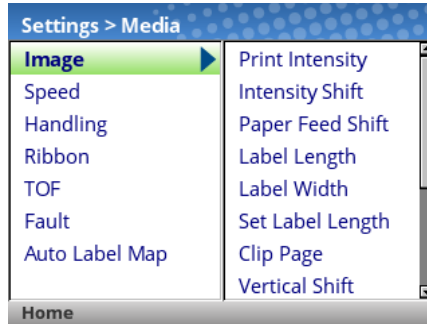 Settings > Media
Image
Speed
Handling
Ribbon
TOF
Fault
Auto Label Map
Print Intensity
Intensity Shift
Paper Feed Shift
Label Length
Label Width
Set Label Length
Clip Page
Vertical Shift
Home